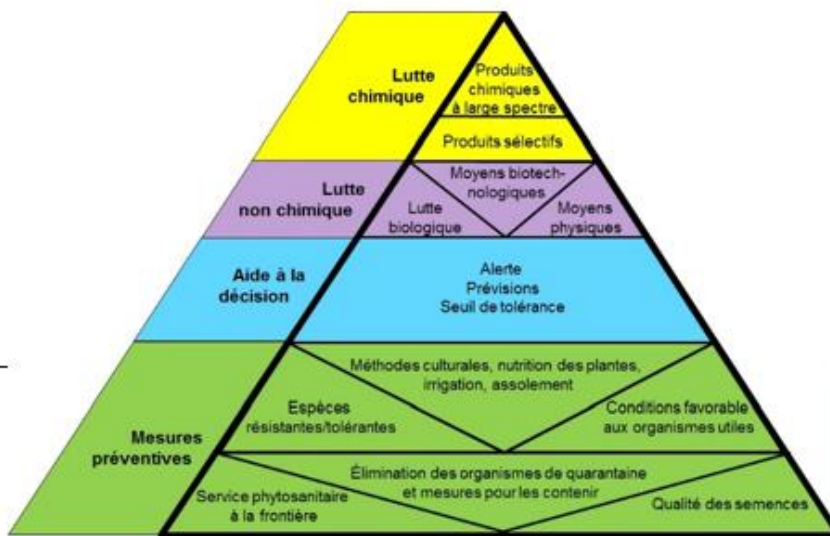 Lutte
chimique
Produits
chimiques
à large spectre
Produits sélectifs
Lutte
non chimique
Moyens biotech-
nologiques
Lutte
biologique
Moyens
physiques
Aide à la
décision
Alerte
Prévisions
Seuil de tolérance
Mesures
préventives
Méthodes culturales, nutrition des plantes,
irrigation, assolement
Espèces
résistantes/tolérantes
Conditions favorable
aux organismes utiles
Élimination des organismes de quarantaine
et mesures pour les contenir
Service phytosanitaire
à la frontière
Qualité des semences